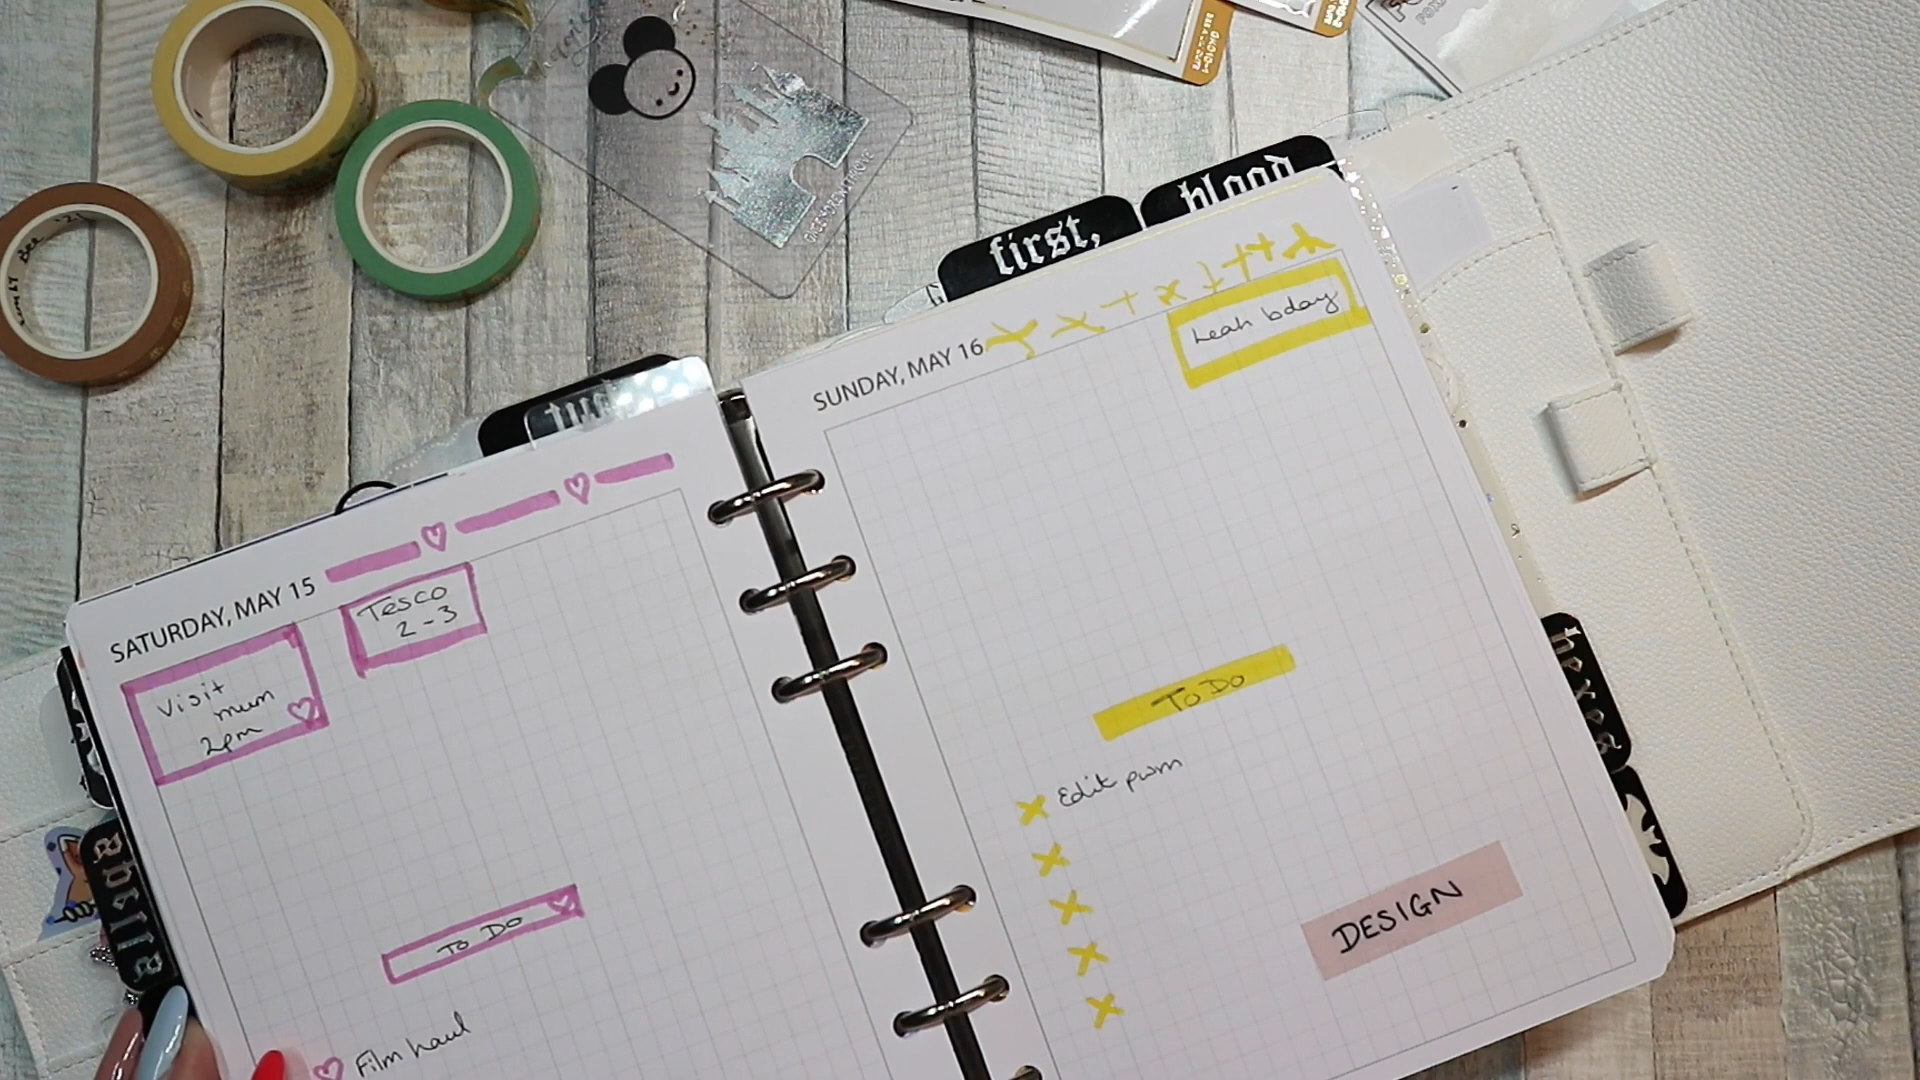 first,
blood
SATURDAY, MAY 15
Visit
mum
2pm
Tesco
2-3
TO DO
Film haul
SUNDAY, MAY 16
Leah bday
To Do
Edit pwm
DESIGN
hexes